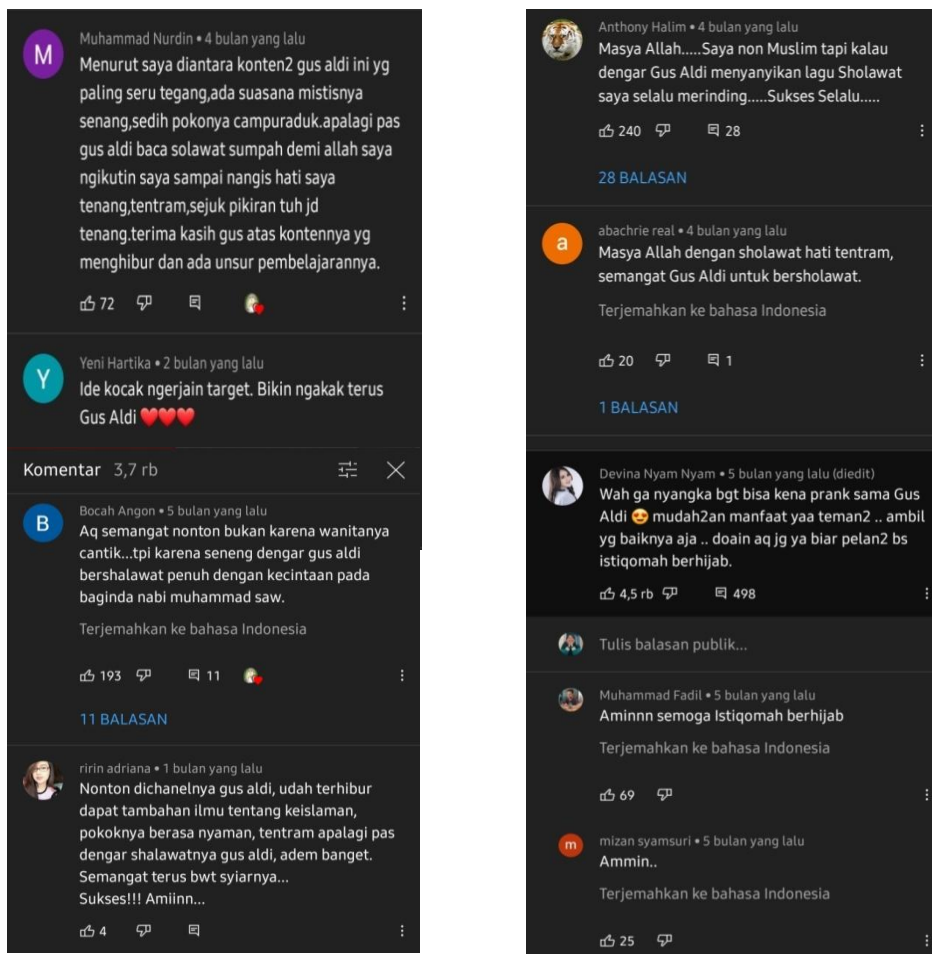 M
Muhammad Nurdin • 4 bulan yang lalu
Menurut saya diantara konten2 gus aldi ini yg
paling seru tegang,ada suasana mistisnya
senang,sedih pokonya campuraduk.apalagi pas
gus aldi baca solawat sumpah demi allah saya
ngikutin saya sampai nangis hati saya
tenang,tentram,sejuk pikiran tuh jd
tenang.terima kasih gus atas kontennya yg
menghibur dan ada unsur pembelajarannya.
72
Y
Yeni Hartika • 2 bulan yang lalu
Ide kocak ngerjain target. Bikin ngakak terus
Gus Aldi ❤️❤️❤️
Komentar 3,7 rb
B
Bocah Angon • 5 bulan yang lalu
Aq semangat nonton bukan karena wanitanya
cantik...tpi karena seneng dengar gus aldi
bershalawat penuh dengan kecintaan pada
baginda nabi muhammad saw.
Terjemahkan ke bahasa Indonesia
193 11
11 BALASAN
ririn adriana • 1 bulan yang lalu
Nonton dichanelnya gus aldi, udah terhibur
dapat tambahan ilmu tentang keislaman,
pokoknya berasa nyaman, tentram apalagi pas
dengar shalawatnya gus aldi, adem banget.
Semangat terus bwt syiarnya...
Sukses!!! Amiinn...
4
Anthony Halim • 4 bulan yang lalu
Masya Allah.....Saya non Muslim tapi kalau
dengar Gus Aldi menyanyikan lagu Sholawat
saya selalu merinding.....Sukses Selalu.....
240 28
28 BALASAN
a
abachrie real • 4 bulan yang lalu
Masya Allah dengan sholawat hati tentram,
semangat Gus Aldi untuk bersholawat.
Terjemahkan ke bahasa Indonesia
20 1
1 BALASAN
Devina Nyam Nyam • 5 bulan yang lalu (diedit)
Wah ga nyangka bgt bisa kena prank sama Gus
Aldi 😍 mudah2an manfaat yaa teman2 .. ambil
yg baiknya aja .. doain aq jg ya biar pelan2 bs
istiqomah berhijab.
4,5 rb 498
Tulis balasan publik...
Muhammad Fadil • 5 bulan yang lalu
Aminnn semoga Istiqomah berhijab
Terjemahkan ke bahasa Indonesia
69
m
mizan syamsuri • 5 bulan yang lalu
Ammin..
Terjemahkan ke bahasa Indonesia
25